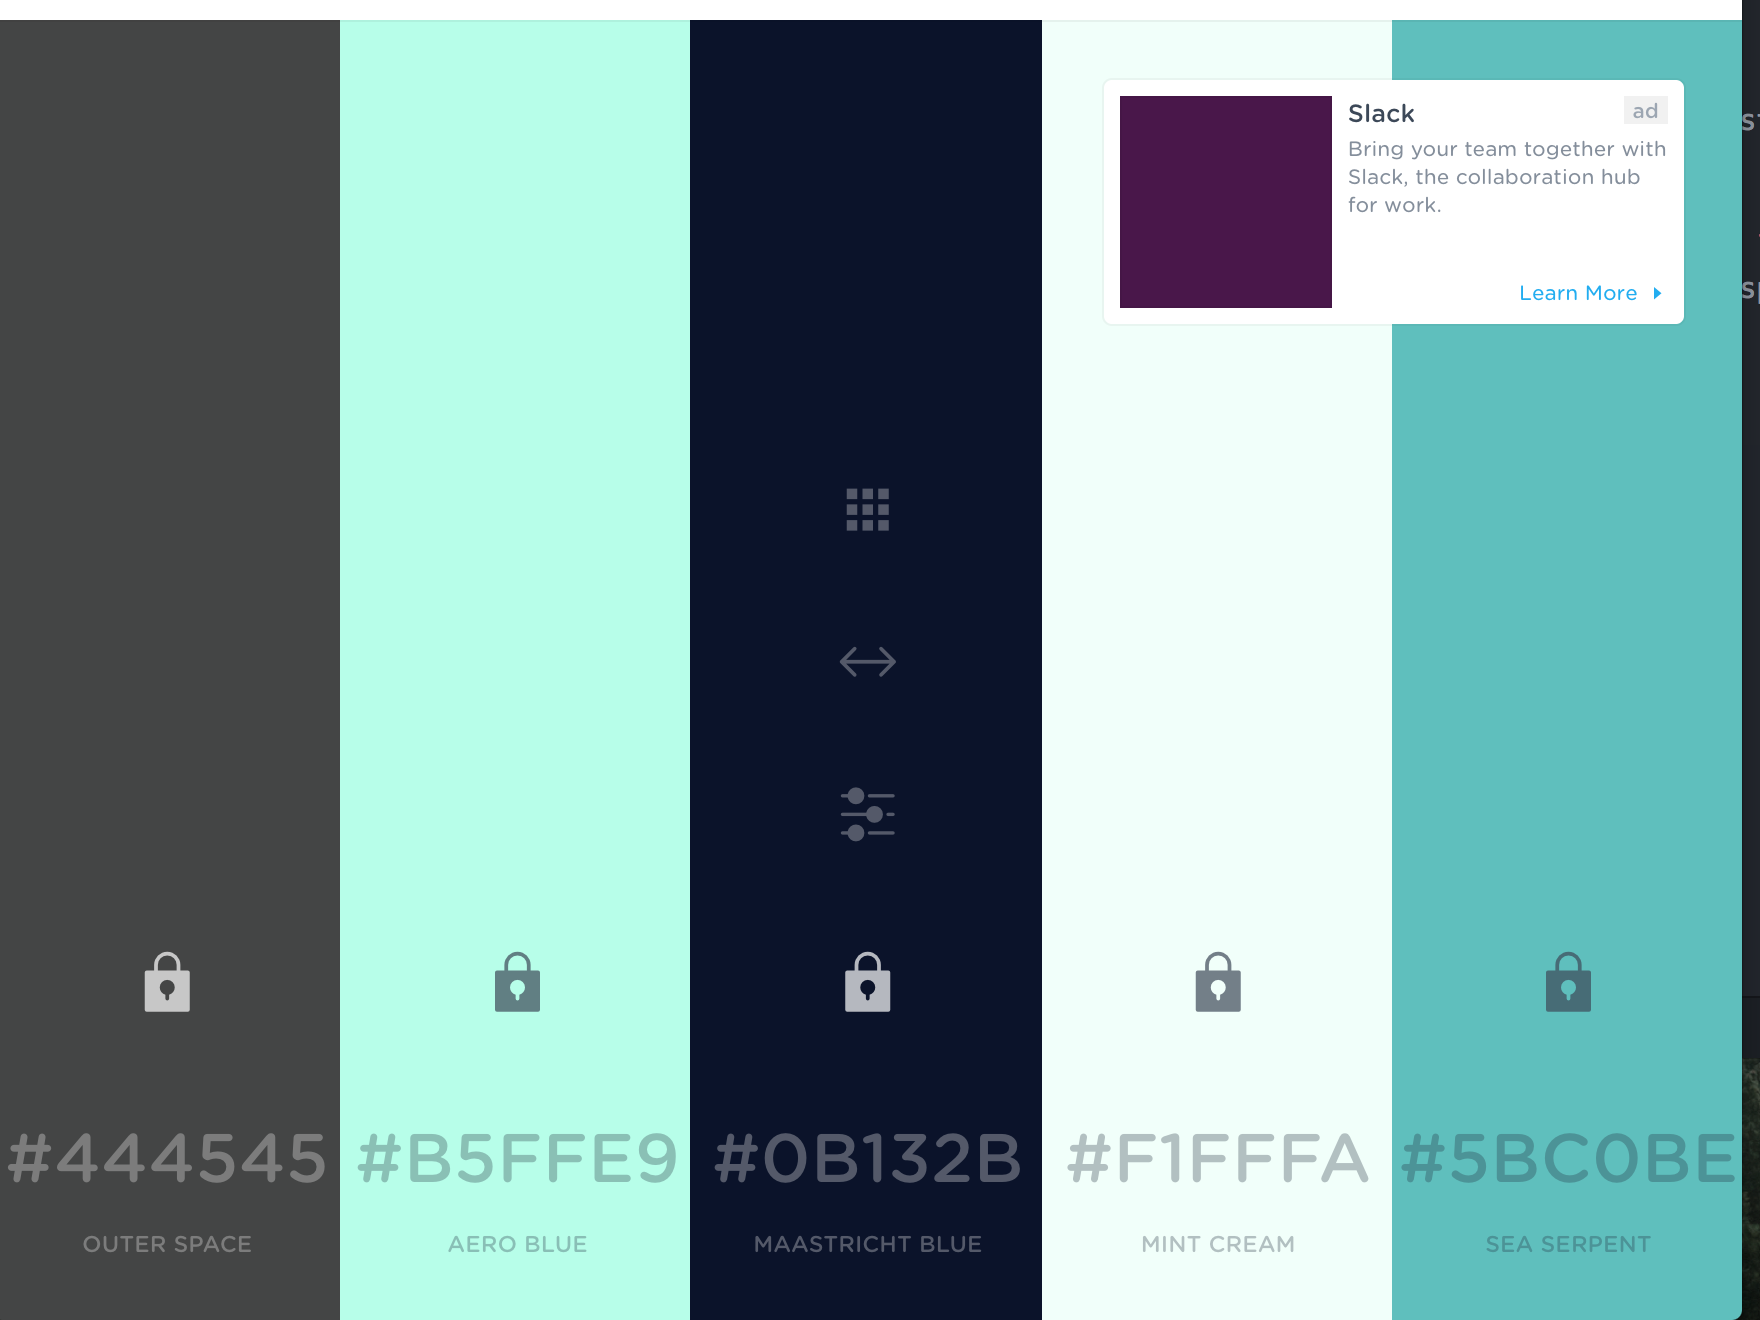 Slack
ad
Bring your team together with
Slack, the collaboration hub
for work.
Learn More
#444545
#B5FFE9
#0B132B
#F1FFFA
#5BC0BE
OUTER SPACE
AERO BLUE
MAASTRICHT BLUE
MINT CREAM
SEA SERPENT